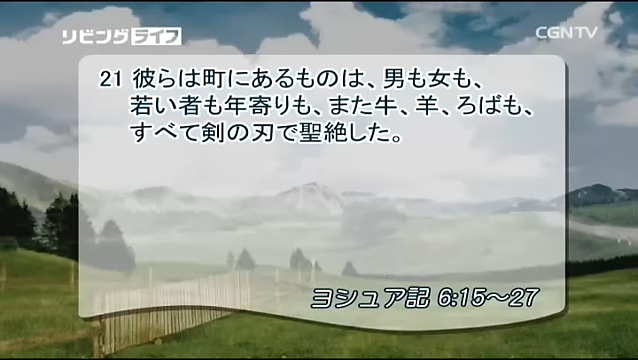 リビングライフ
CGNTV
21 彼らは町にあるものは、男も女も、
若い者も年寄りも、また牛、羊、ろばも、
すべて剣の刃で聖絶した。
ヨシュア記 6:15～27